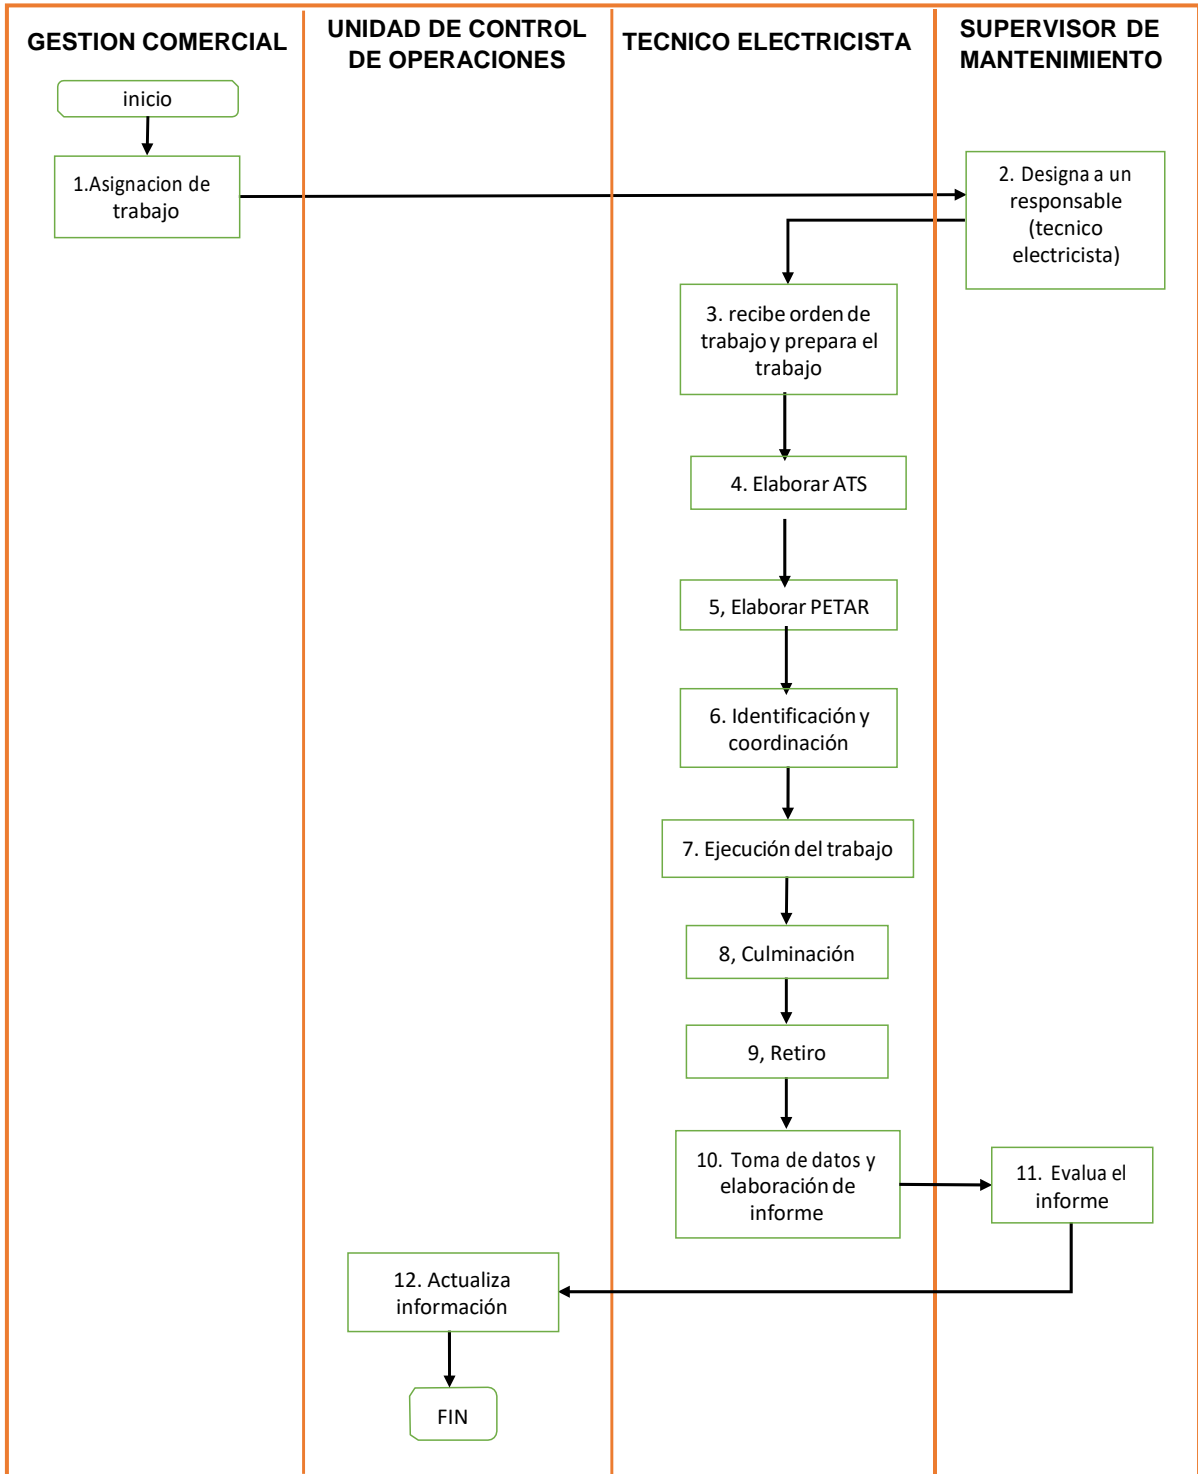 GESTION COMERCIAL
UNIDAD DE CONTROL
DE OPERACIONES
TECNICO ELECTRICISTA
SUPERVISOR DE
MANTENIMIENTO
inicio
1.Asignacion de
trabajo
2. Designa a un
responsable
(tecnico
electricista)
3. recibe orden de
trabajo y prepara el
trabajo
4. Elaborar ATS
5, Elaborar PETAR
6. Identificación y
coordinación
7. Ejecución del trabajo
8, Culminación
9, Retiro
10. Toma de datos y
elaboración de
informe
11. Evalua el
informe
12. Actualiza
información
FIN